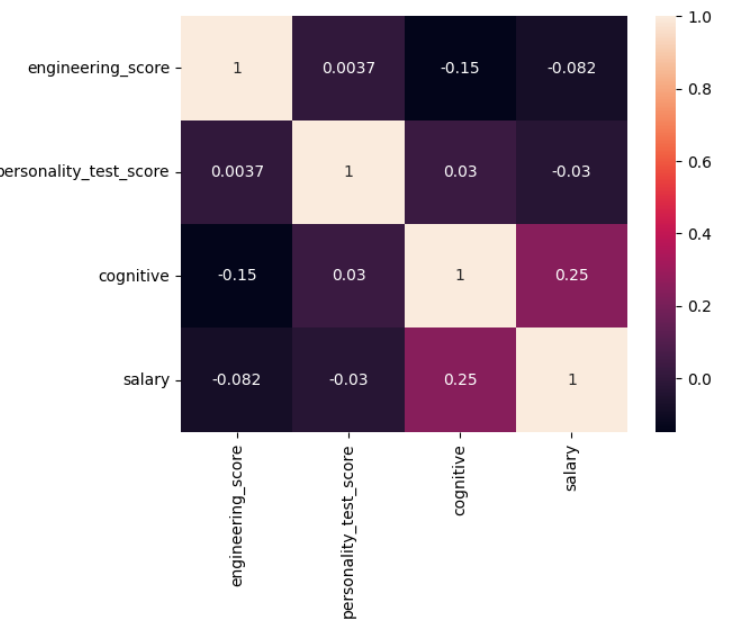 engineering_score 1 0.0037 -0.15 -0.082
personality_test_score 0.0037 1 0.03 -0.03
cognitive -0.15 0.03 1 0.25
salary -0.082 -0.03 0.25 1
engineering_score personality_test_score cognitive salary
1.0
0.8
0.6
0.4
0.2
0.0